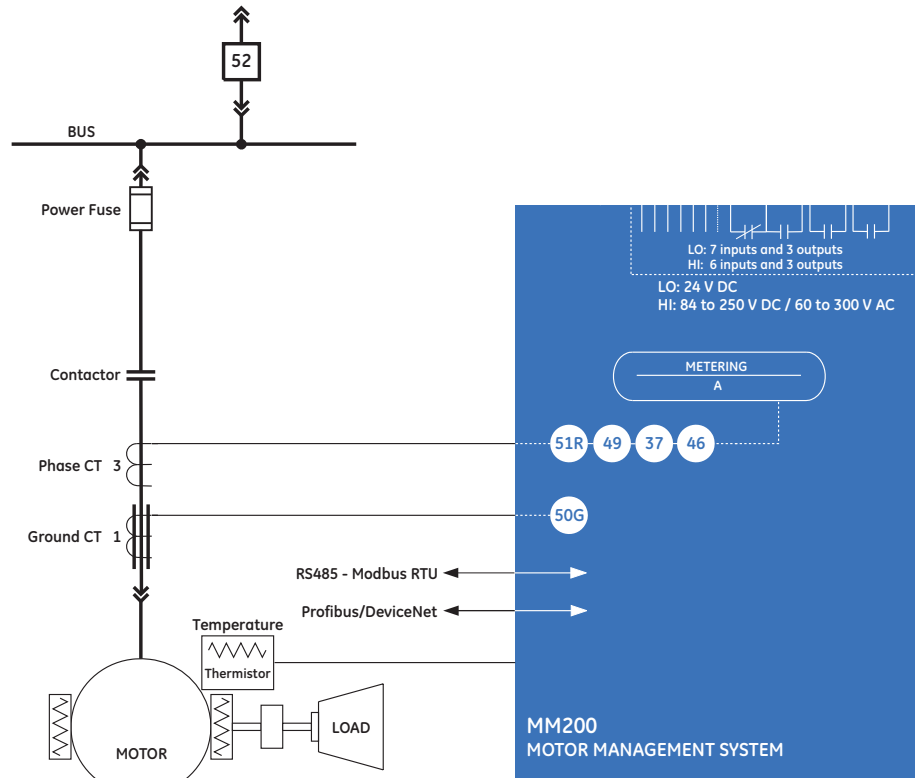 52
BUS
Power Fuse
LO: 7 inputs and 3 outputs
HI: 6 inputs and 3 outputs
LO: 24 V DC
HI: 84 to 250 V DC / 60 to 300 V AC
METERING
A
Contactor
51R 49 37 46
Phase CT 3
50G
Ground CT 1
RS485 - Modbus RTU
Profibus/DeviceNet
Temperature
Thermistor
LOAD
MOTOR
MM200
MOTOR MANAGEMENT SYSTEM